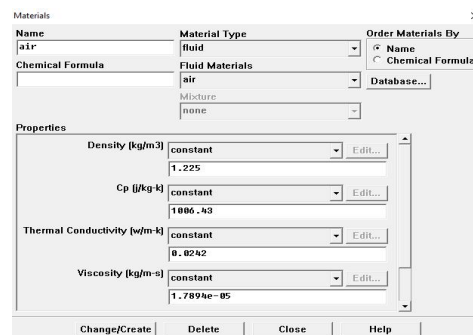 Materials
Name
air
Material Type
fluid
Order Materials By
Name
Chemical Formula
Chemical Formula
Fluid Materials
air
Database...
Mixture
none
Properties
Density (kg/m3) constant Edit...
1.225
Cp (j/kg-k) constant Edit...
1006.43
Thermal Conductivity (w/m-k) constant Edit...
0.0242
Viscosity (kg/m-s) constant Edit...
1.7894e-05
Change/Create Delete Close Help